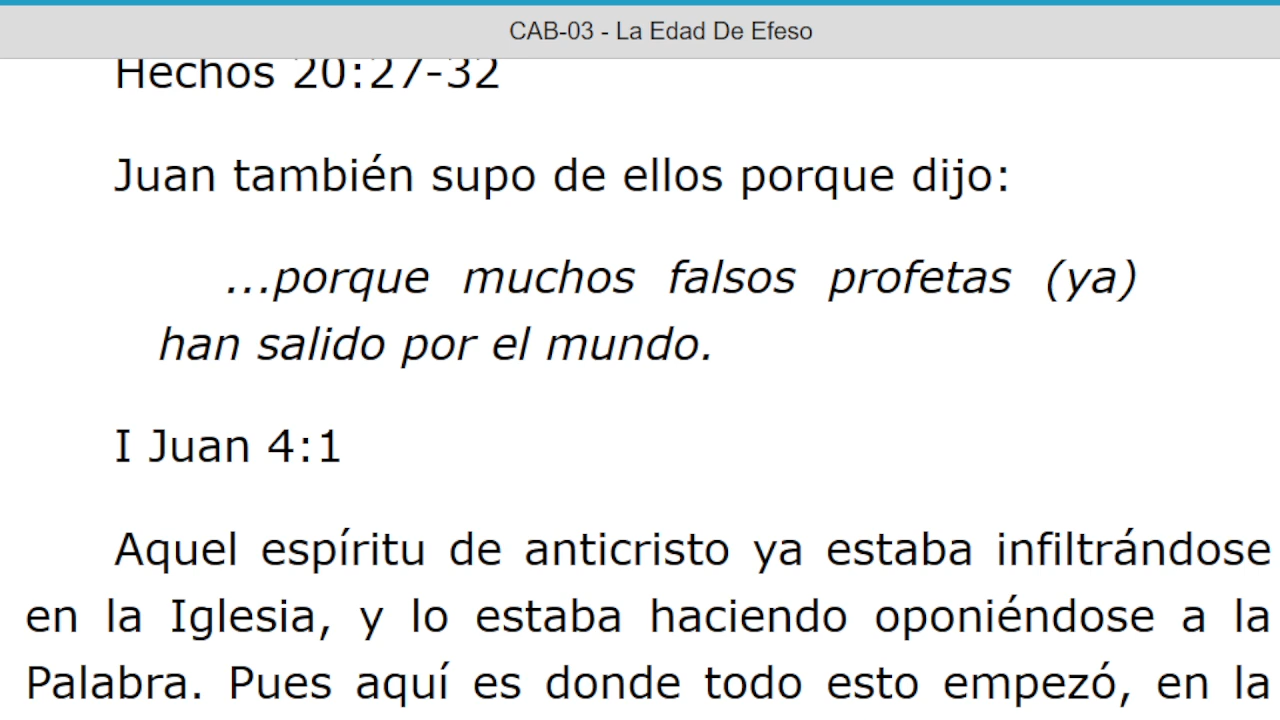 CAB-03 - La Edad De Efeso
Hechos 20:27-32
Juan también supo de ellos porque dijo:
...porque muchos falsos profetas (ya)
han salido por el mundo.
I Juan 4:1
Aquel espíritu de anticristo ya estaba infiltrándose
en la Iglesia, y lo estaba haciendo oponiéndose a la
Palabra. Pues aquí es donde todo esto empezó, en la